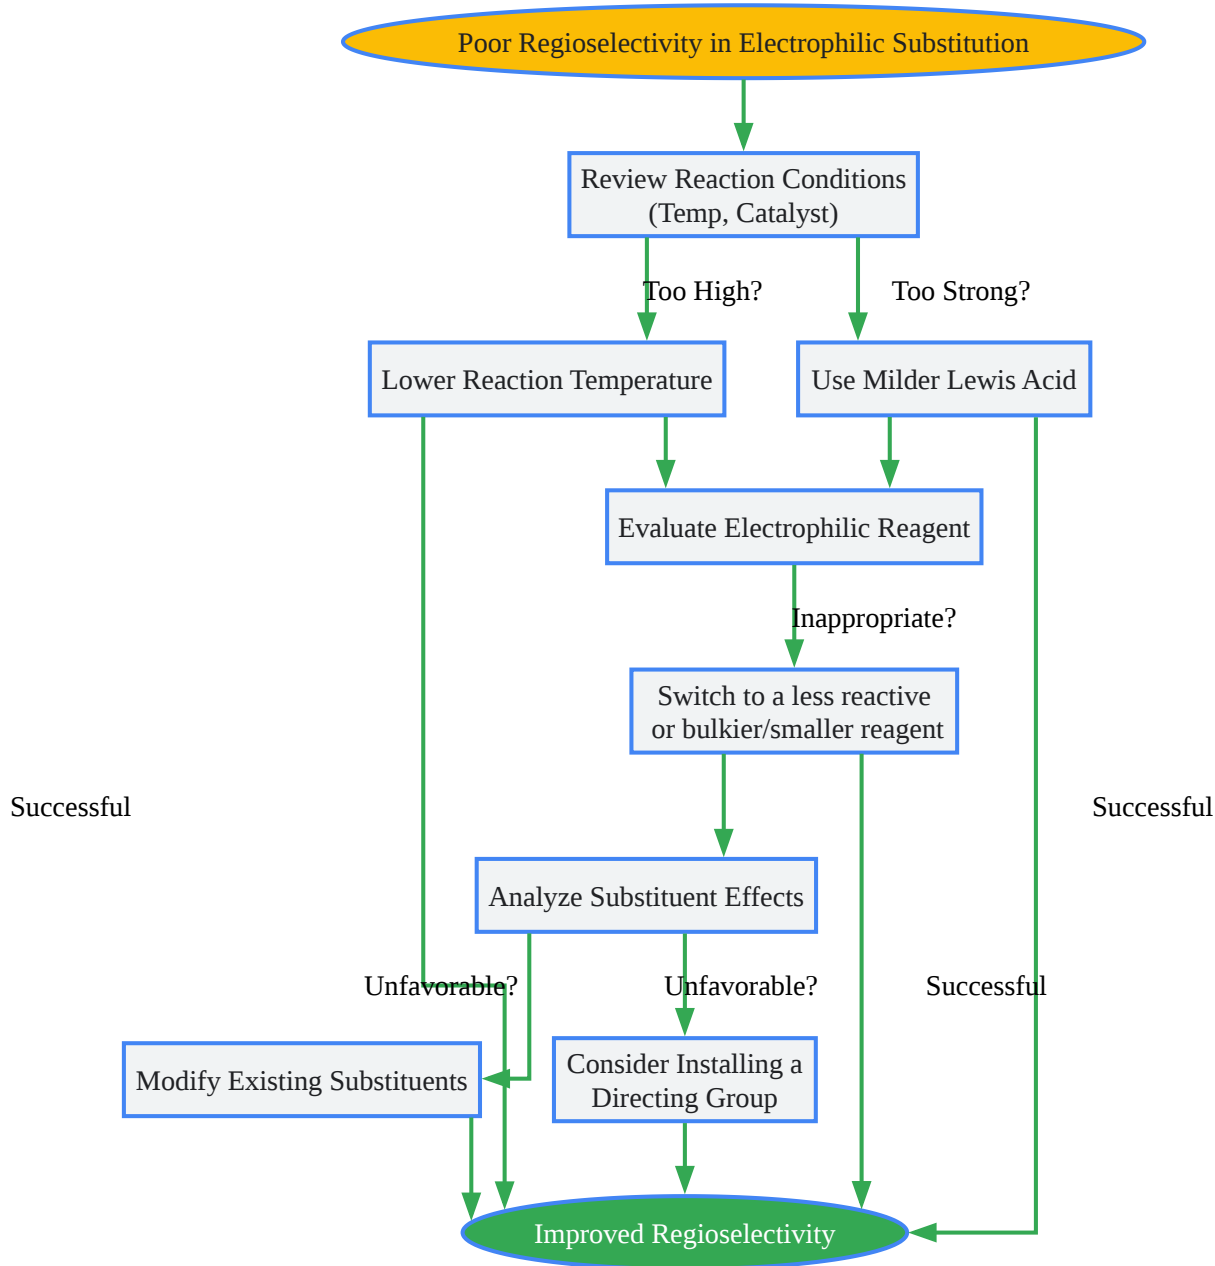 Poor Regioselectivity in Electrophilic Substitution
Review Reaction Conditions
(Temp, Catalyst)
Too High?
Too Strong?
Lower Reaction Temperature
Use Milder Lewis Acid
Evaluate Electrophilic Reagent
Inappropriate?
Switch to a less reactive
or bulkier/smaller reagent
Successful
Successful
Analyze Substituent Effects
Unfavorable?
Unfavorable?
Successful
Modify Existing Substituents
Consider Installing a
Directing Group
Improved Regioselectivity